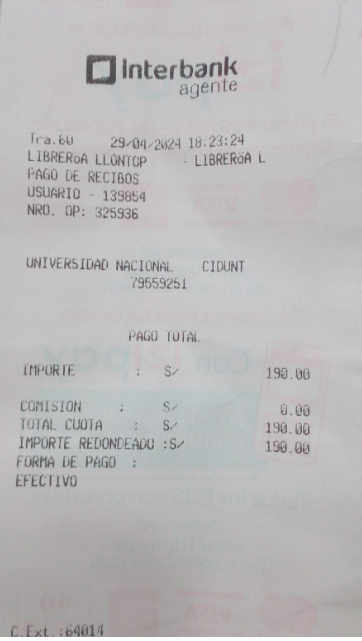 Interbank
agente
Tra.60 29/04/2024 18:23:24
LIBREROA LLONTOP - LIBREROA L
PAGO DE RECIBOS
USUARIO - 139854
NRO. OP: 325936
UNIVERSIDAD NACIONAL CIDUNT
79559251
PAGO TOTAL
IMPORTE : S/ 190.00
COMISION : S/ 0.00
TOTAL CUOTA : S/ 190.00
IMPORTE REDONDEADO :S/ 190.00
FORMA DE PAGO :
EFECTIVO
C.Ext.:64014